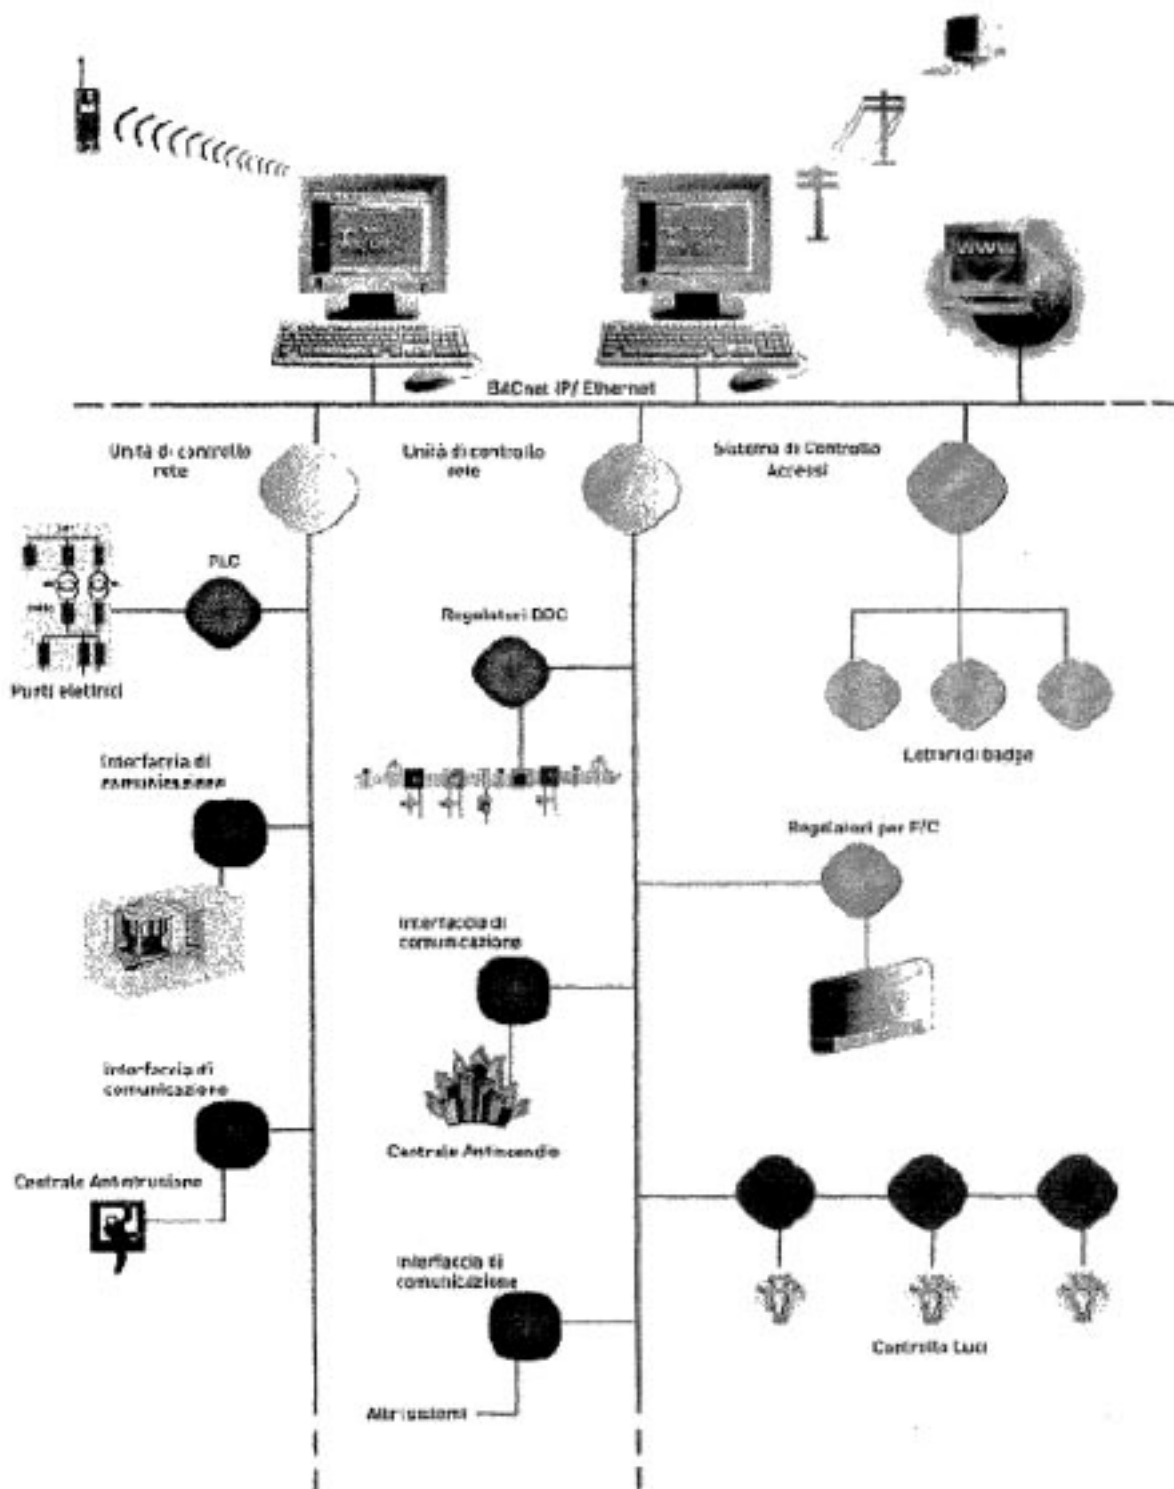 WWW
BACnet IP/ Ethernet
Unità di controllo
rete
Unità di controllo
rete
Sistema di Controllo
Accessi
PLC
Punti elettrici
Regolatori DDC
Interfaccia di
comunicazione
Lettori di badge
Regolatori per F/C
Interfaccia di
comunicazione
Interfaccia di
comunicazione
Centrale Antincendio
Centrale Antintrusione
Interfaccia di
comunicazione
Controllo Luci
Altri sistemi